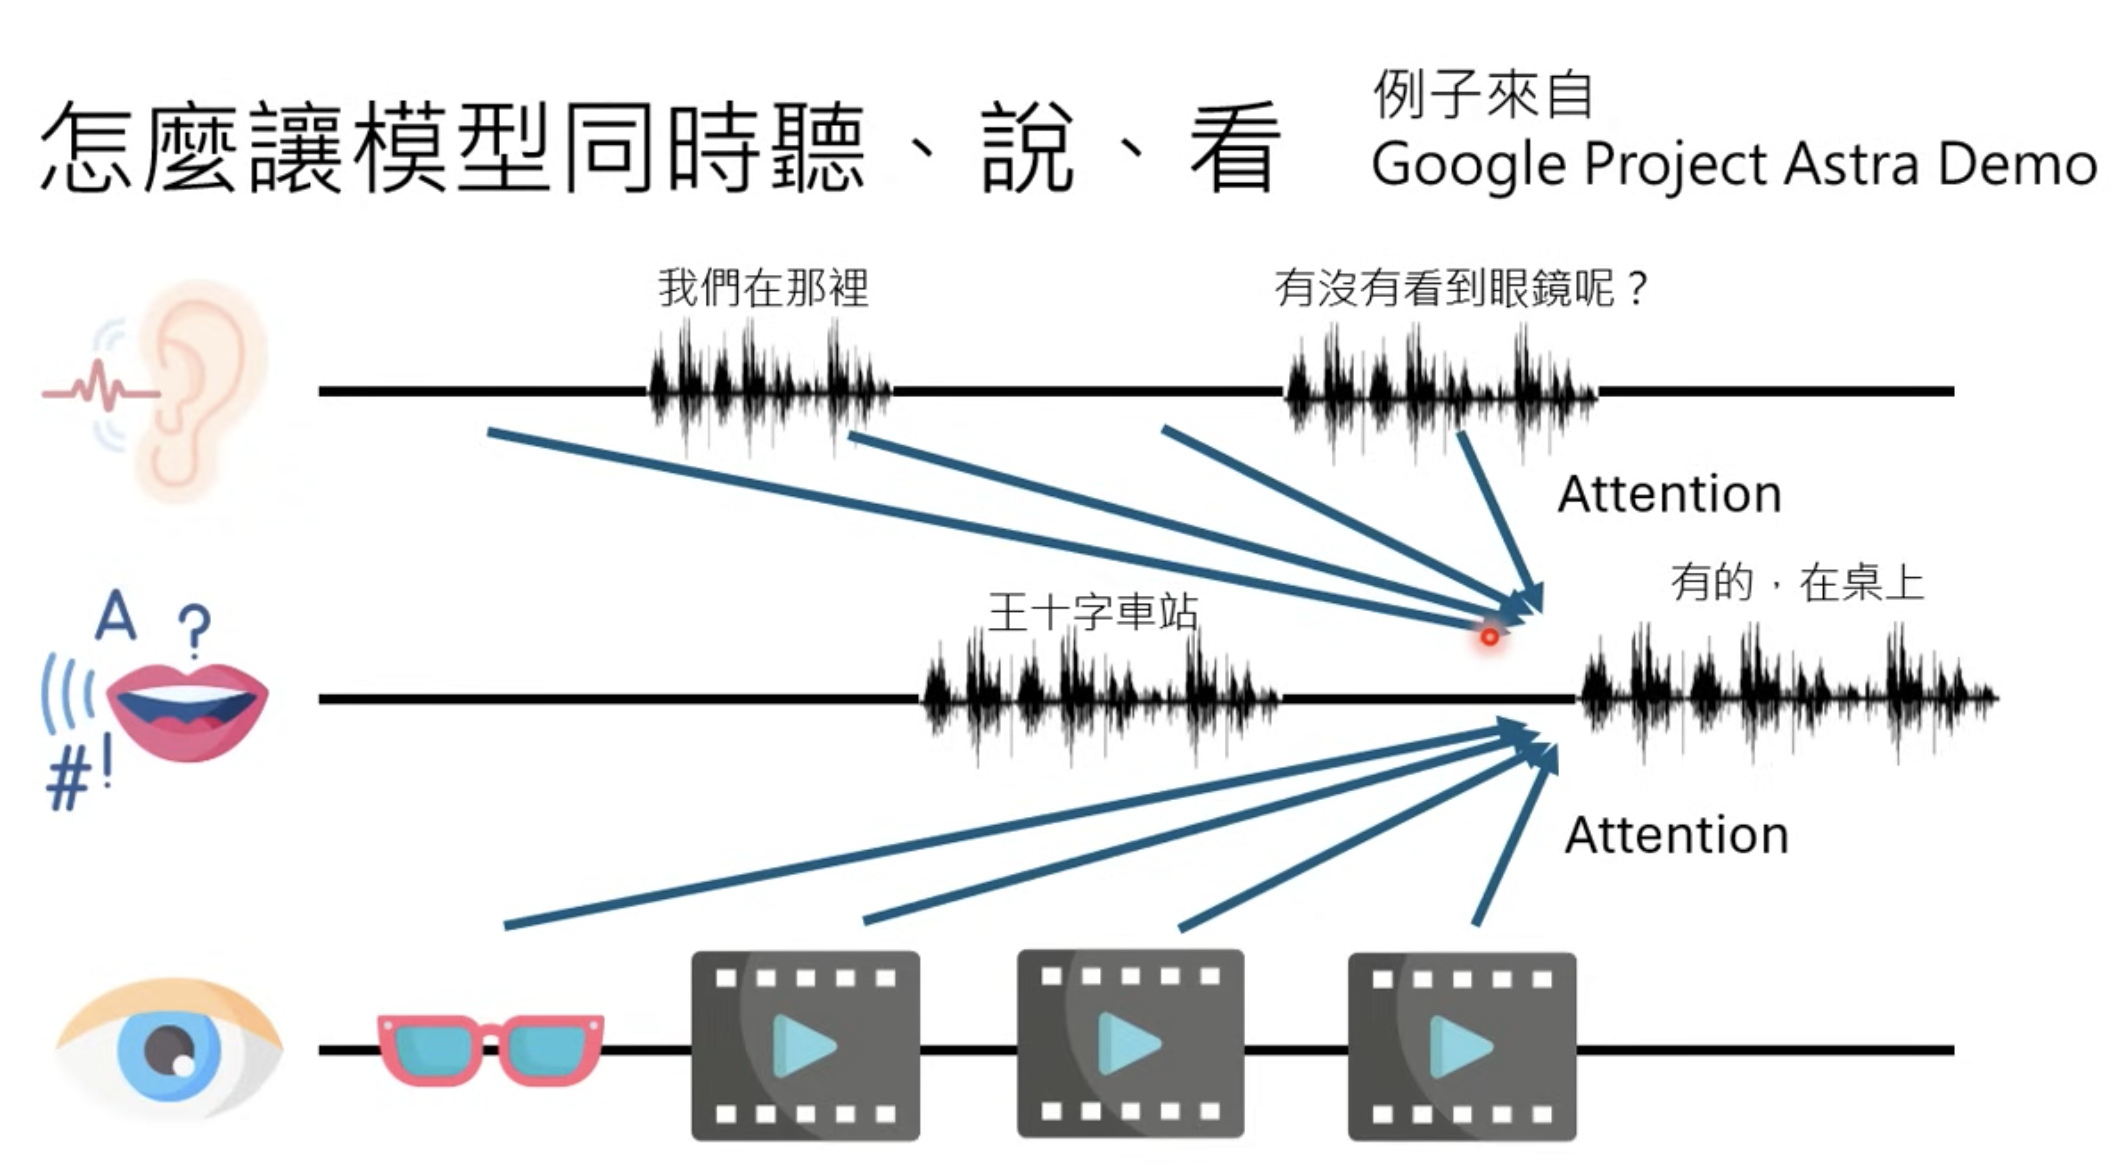 怎麼讓模型同時聽、說、看
例子來自
Google Project Astra Demo
我們在那裡
有沒有看到眼鏡呢？
Attention
A ?
#!
王十字車站
有的，在桌上
Attention